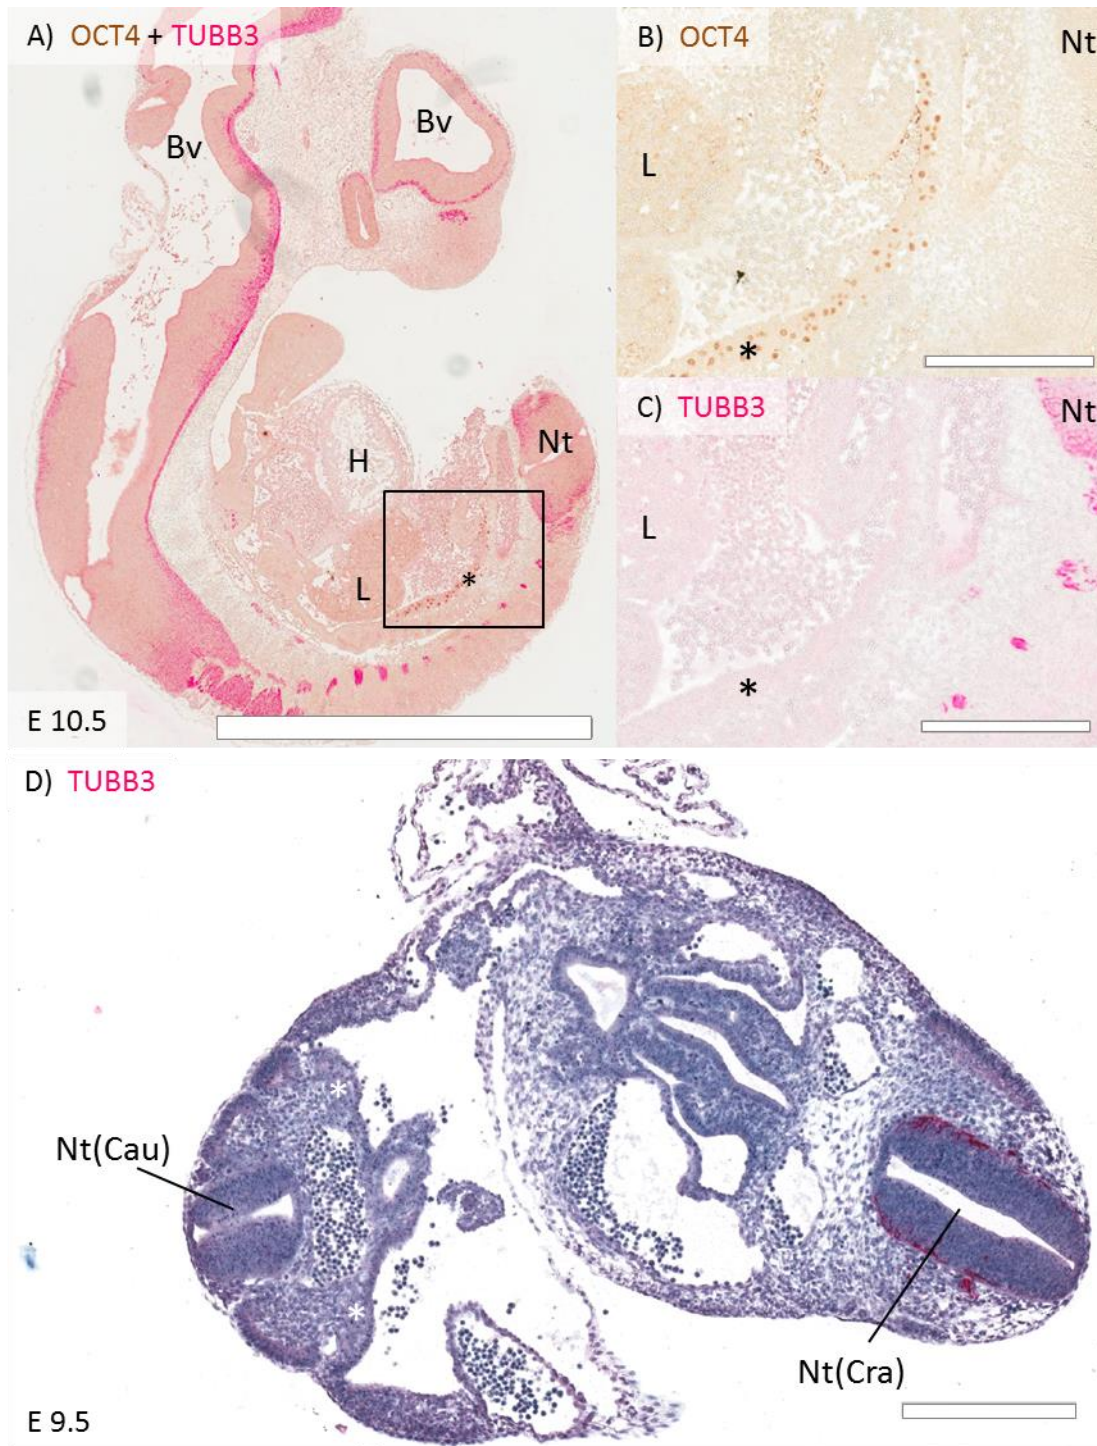 A) OCT4 + TUBB3
Bv
Bv
H
Nt
L
*
E 10.5
B) OCT4
Nt
L
*
C) TUBB3
Nt
L
*
D) TUBB3
*
Nt(Cau)
*
Nt(Cra)
E 9.5